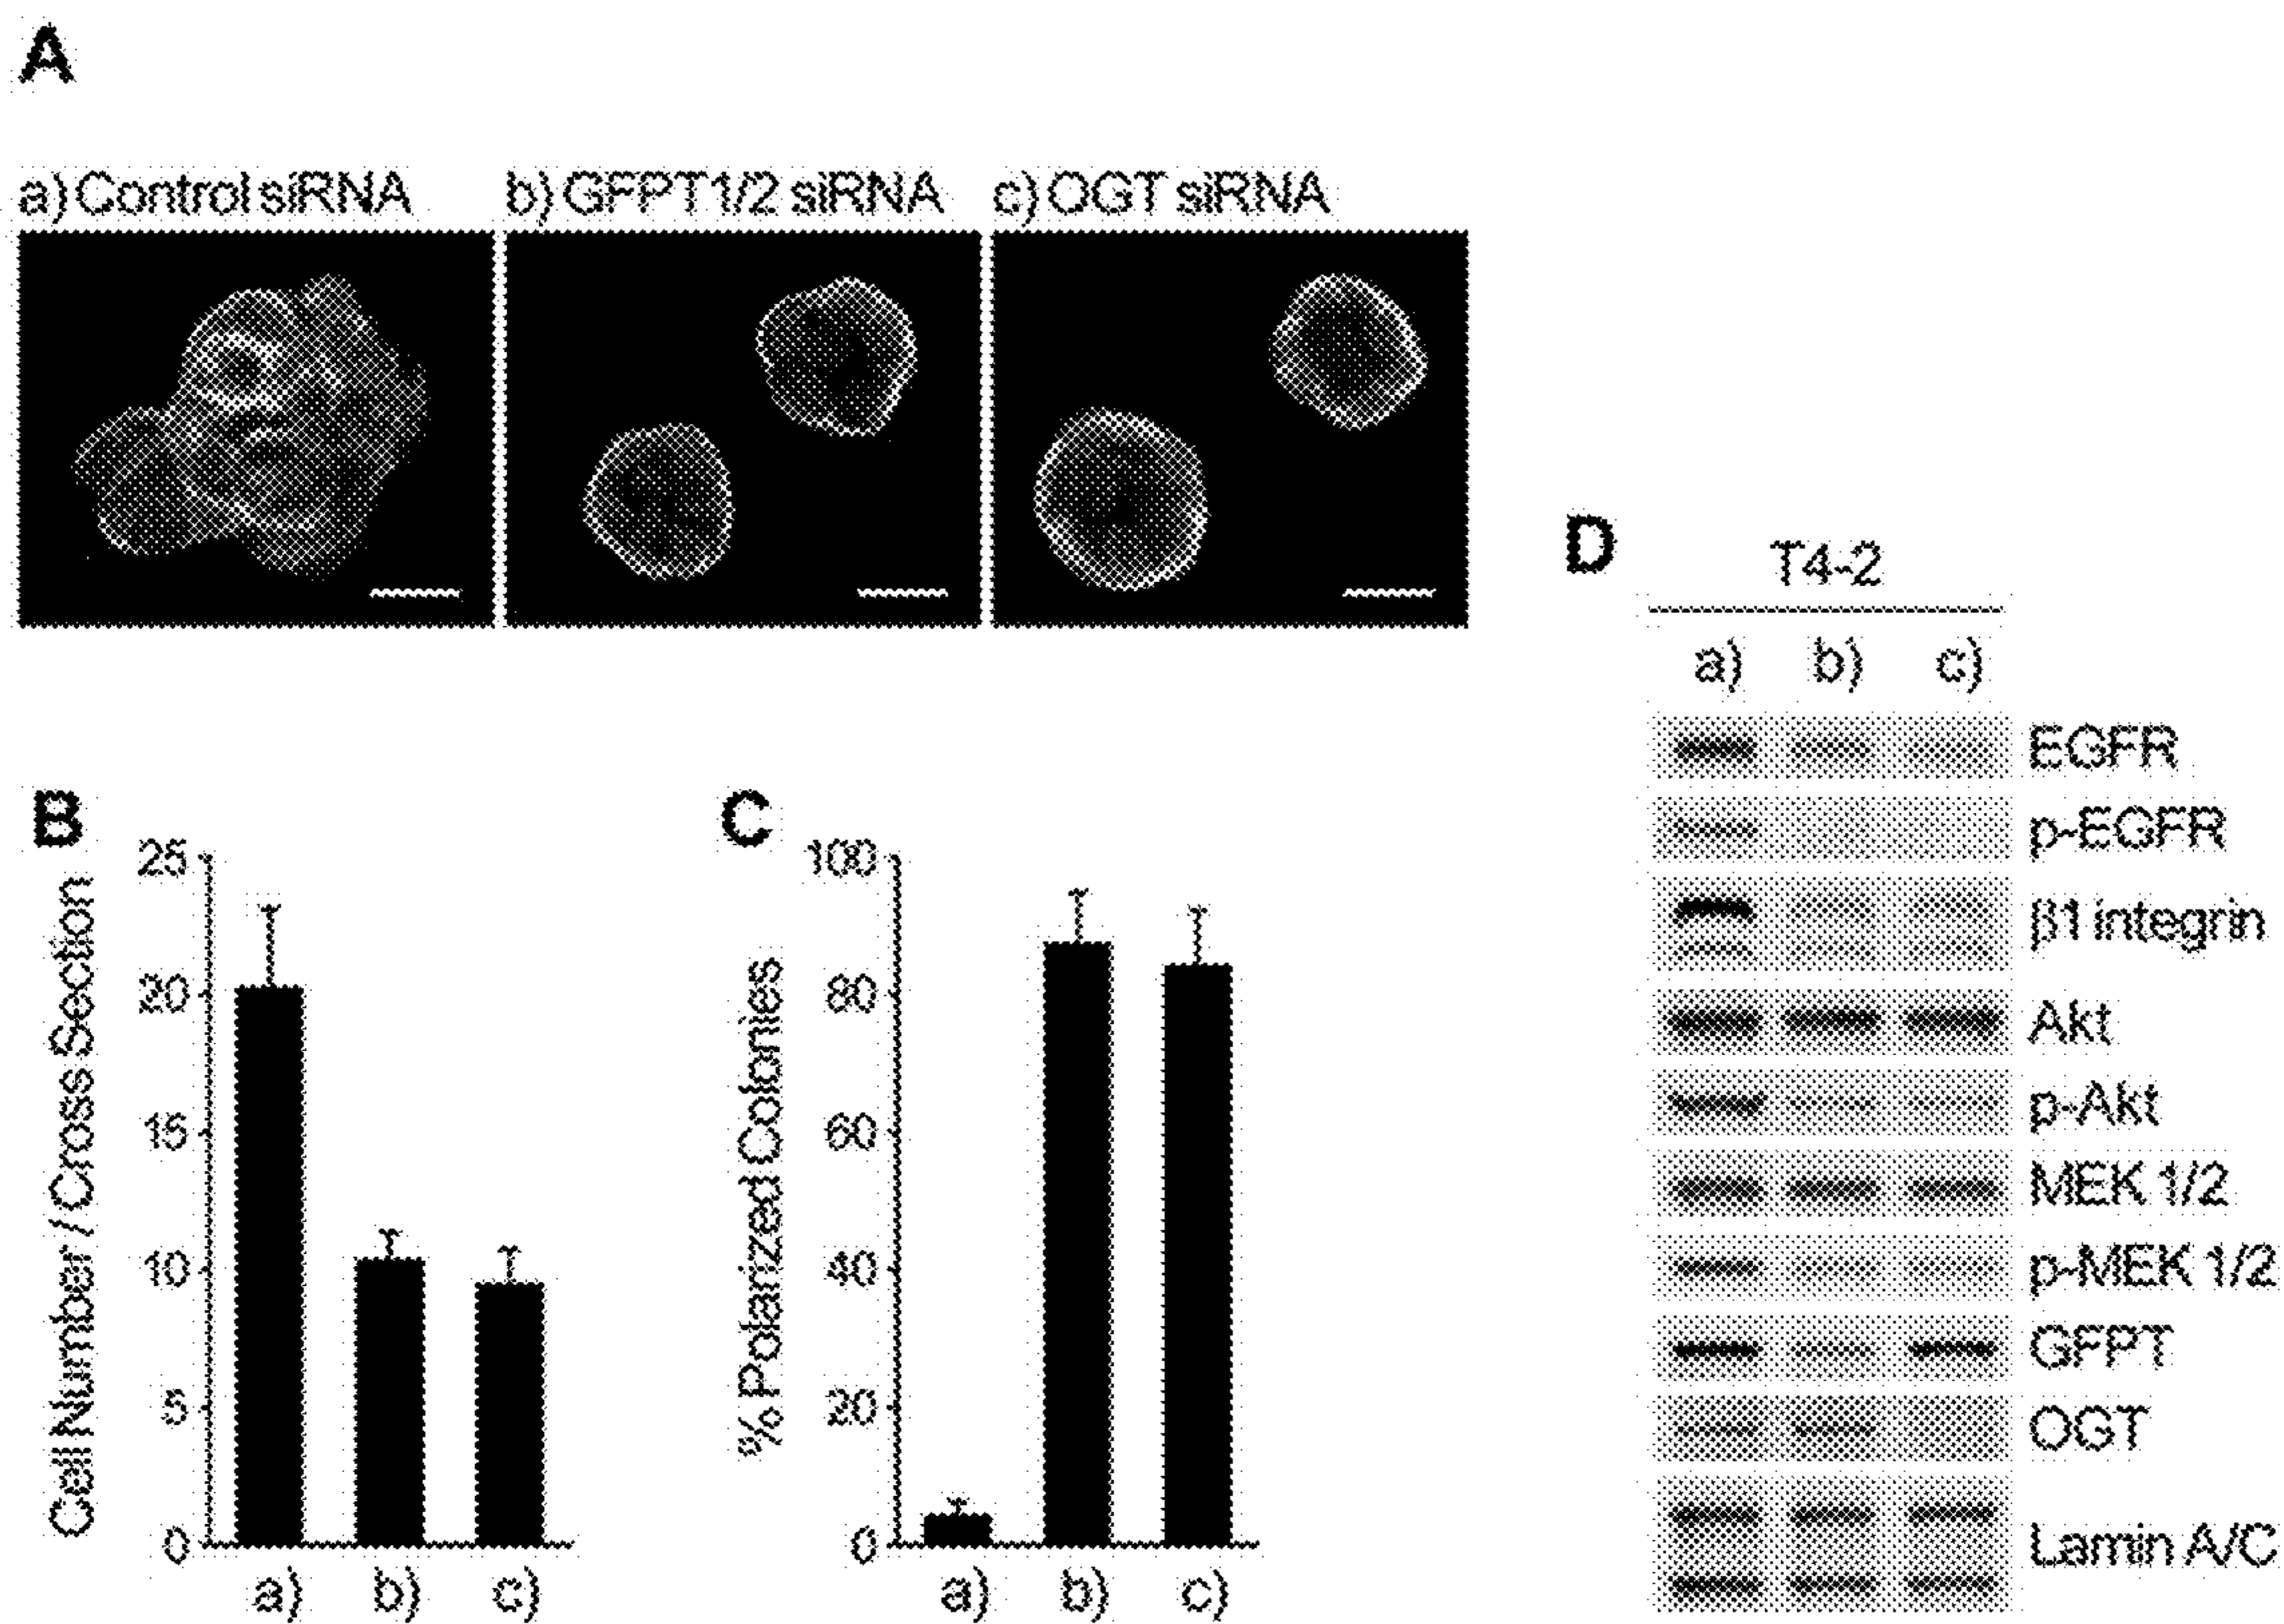 A
a) Control siRNA
b) GFPT1/2 siRNA
c) OGT siRNA
B
Cell Number / Cross Section
25
20
15
10
5
0
a)
b)
c)
C
% Polarized Colonies
100
80
60
40
20
0
a)
b)
c)
D
T4-2
a)
b)
c)
EGFR
p-EGFR
β1 integrin
Akt
p-Akt
MEK 1/2
p-MEK 1/2
GFPT
OGT
Lamin A/C